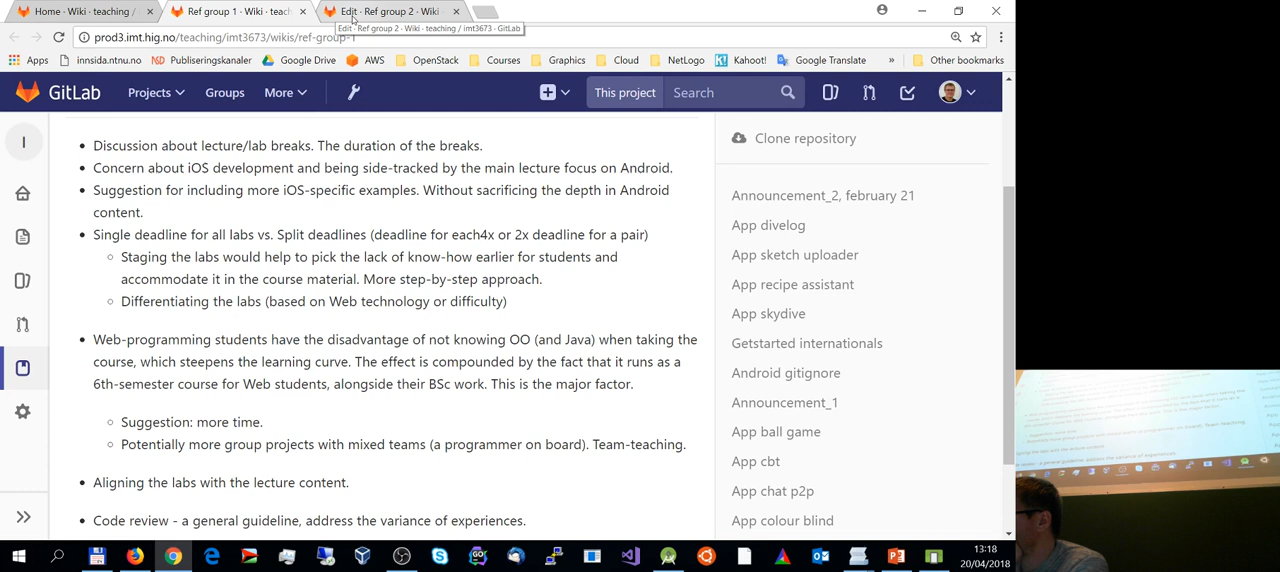 Home · Wiki · teaching /
Ref group 1 · Wiki · teach
Edit · Ref group 2 · Wiki ·
Edit · Ref group 2 · Wiki · teaching / imt3673 · GitLab
prod3.imt.hig.no/teaching/imt3673/wikis/ref-group-1
Apps
innsida.ntnu.no
Publiseringskanaler
Google Drive
AWS
OpenStack
Courses
Graphics
Cloud
NetLogo
Kahoot!
Google Translate
»
Other bookmarks
GitLab
Projects
Groups
More
This project
Search
I
• Discussion about lecture/lab breaks. The duration of the breaks.
• Concern about iOS development and being side-tracked by the main lecture focus on Android.
• Suggestion for including more iOS-specific examples. Without sacrificing the depth in Android
content.
• Single deadline for all labs vs. Split deadlines (deadline for each4x or 2x deadline for a pair)
◦ Staging the labs would help to pick the lack of know-how earlier for students and
accommodate it in the course material. More step-by-step approach.
◦ Differentiating the labs (based on Web technology or difficulty)
• Web-programming students have the disadvantage of not knowing OO (and Java) when taking the
course, which steepens the learning curve. The effect is compounded by the fact that it runs as a
6th-semester course for Web students, alongside their BSc work. This is the major factor.
◦ Suggestion: more time.
◦ Potentially more group projects with mixed teams (a programmer on board). Team-teaching.
• Aligning the labs with the lecture content.
• Code review - a general guideline, address the variance of experiences.
Clone repository
Announcement_2, february 21
App divelog
App sketch uploader
App recipe assistant
App skydive
Getstarted internationals
Android gitignore
Announcement_1
App ball game
App cbt
App chat p2p
App colour blind
13:18
20/04/2018